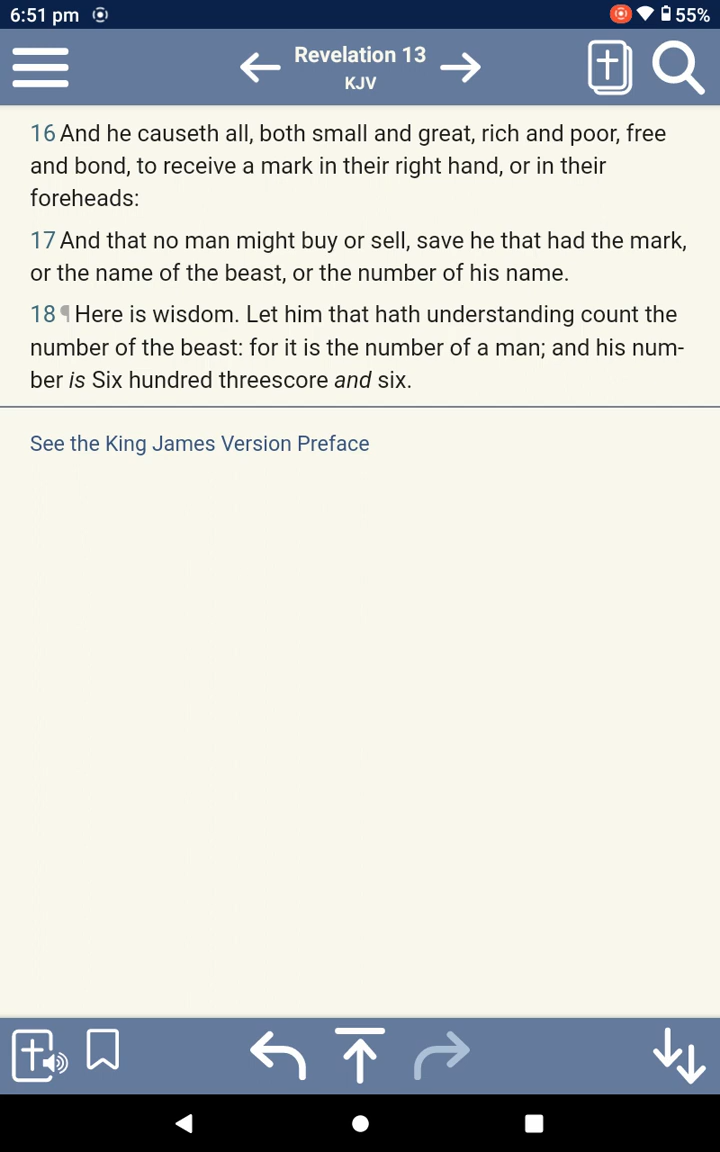 6:51 pm
55%
Revelation 13
KJV
16 And he causeth all, both small and great, rich and poor, free
and bond, to receive a mark in their right hand, or in their
foreheads:
17 And that no man might buy or sell, save he that had the mark,
or the name of the beast, or the number of his name.
18 ¶ Here is wisdom. Let him that hath understanding count the
number of the beast: for it is the number of a man; and his num-
ber is Six hundred threescore and six.
See the King James Version Preface